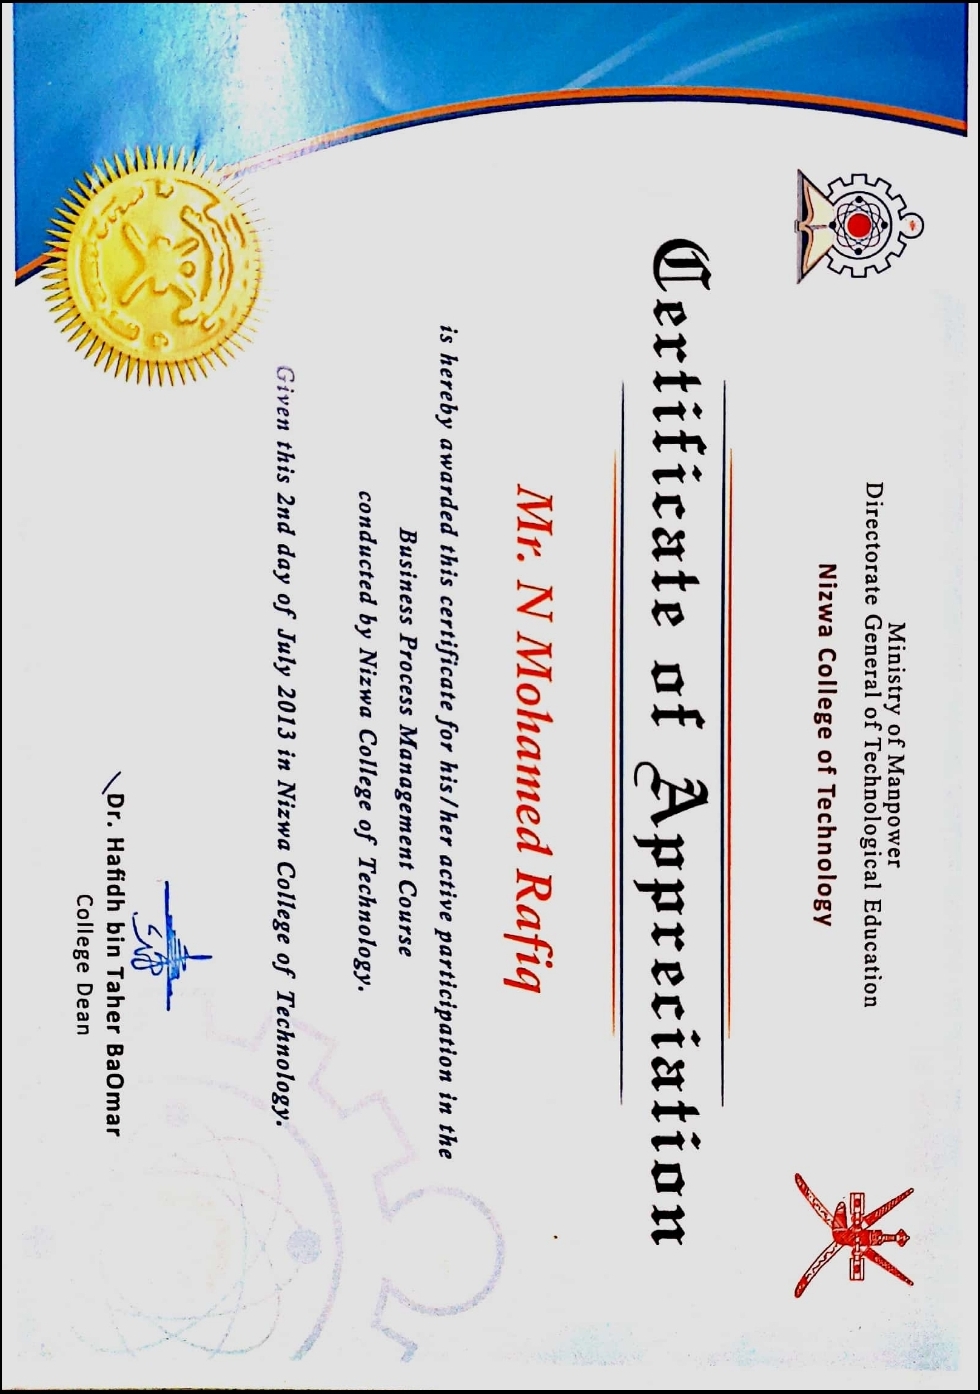 Ministry of Manpower
Directorate General of Technological Education
Nizwa College of Technology
Certificate of Appreciation
Mr. N Mohamed Rafiq
is hereby awarded this certificate for his/her active participation in the
Business Process Management Course
conducted by Nizwa College of Technology.
Given this 2nd day of July 2013 in Nizwa College of Technology.
Dr. Hafidh bin Taher BaOmar
College Dean